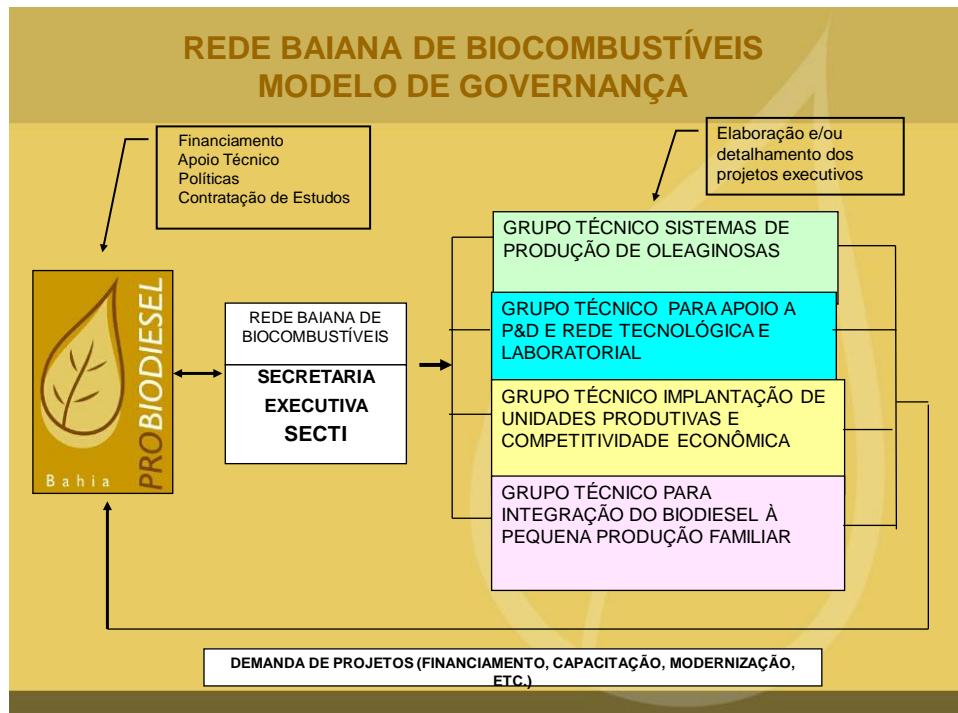 REDE BAIANA DE BIOCOMBUSTÍVEIS
MODELO DE GOVERNANÇA
Financiamento
Apoio Técnico
Políticas
Contratação de Estudos
Elaboração e/ou
detalhamento dos
projetos executivos
PROBIODIESEL
Bahia
REDE BAIANA DE
BIOCOMBUSTÍVEIS
SECRETARIA
EXECUTIVA
SECTI
GRUPO TÉCNICO SISTEMAS DE
PRODUÇÃO DE OLEAGINOSAS
GRUPO TÉCNICO PARA APOIO A
P&D E REDE TECNOLÓGICA E
LABORATORIAL
GRUPO TÉCNICO IMPLANTAÇÃO DE
UNIDADES PRODUTIVAS E
COMPETITIVIDADE ECONÔMICA
GRUPO TÉCNICO PARA
INTEGRAÇÃO DO BIODIESEL À
PEQUENA PRODUÇÃO FAMILIAR
DEMANDA DE PROJETOS (FINANCIAMENTO, CAPACITAÇÃO, MODERNIZAÇÃO,
ETC.)